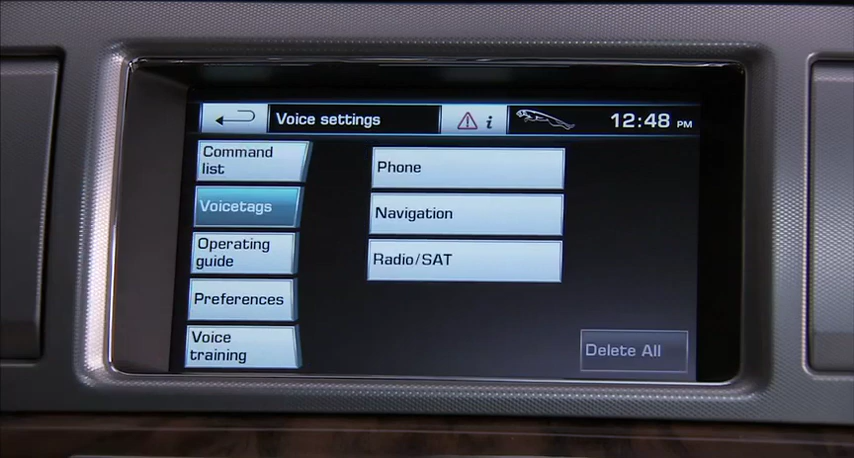 Voice settings
i
12:48 PM
Command
list
Voicetags
Operating
guide
Preferences
Voice
training
Phone
Navigation
Radio/SAT
Delete All